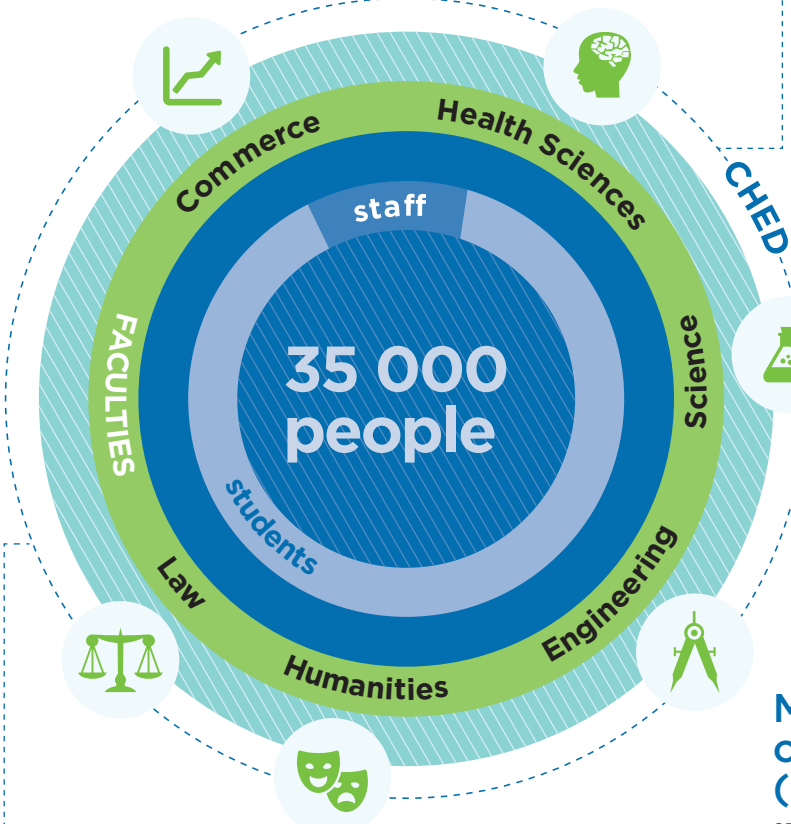 Commerce
Health Sciences
CHED
staff
FACULTIES
Science
35 000
people
students
Law
Engineering
Humanities